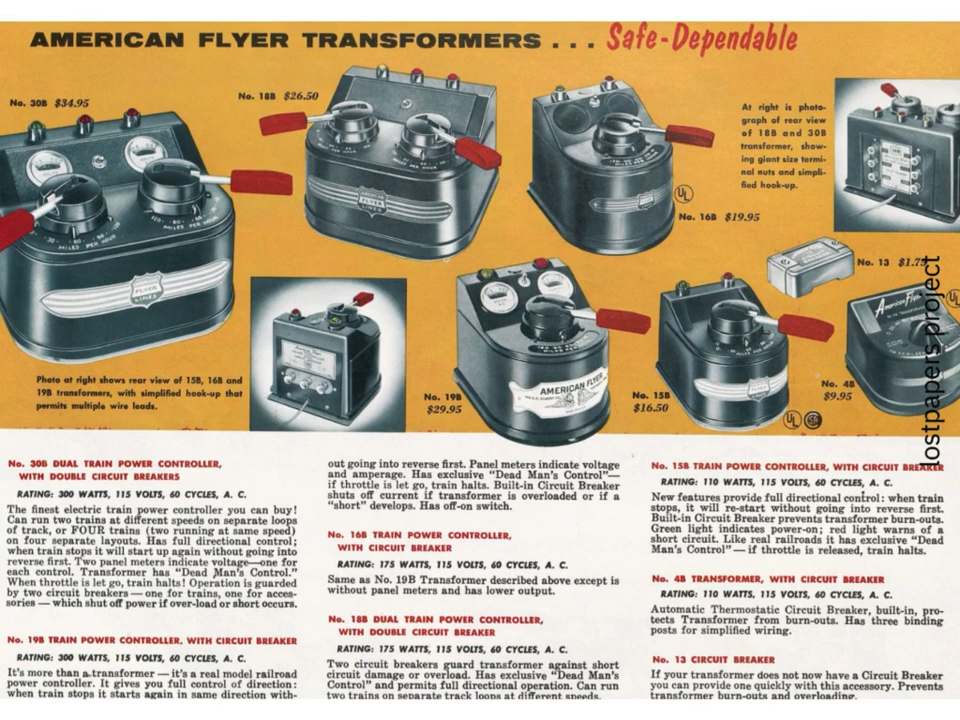 AMERICAN FLYER TRANSFORMERS . . . Safe-Dependable
No. 30B $34.95
No. 18B $26.50
At right is photo-
graph of rear view
of 18B and 30B
transformer, show-
ing giant size termi-
nal nuts and simpli-
fied hook-up.
No. 16B $19.95
No. 13 $1.75
AMERICAN
FLYER
LINES
MILES PER HOUR
FLYER
LINES
American Flyer
AMERICAN FLYER
Photo at right shows rear view of 15B, 16B and
19B transformers, with simplified hook-up that
permits multiple wire leads.
No. 19B
$29.95
No. 15B
$16.50
No. 4B
$9.95
lostpapers project
No. 30B DUAL TRAIN POWER CONTROLLER,
WITH DOUBLE CIRCUIT BREAKERS
RATING: 300 WATTS, 115 VOLTS, 60 CYCLES, A. C.
The finest electric train power controller you can buy!
Can run two trains at different speeds on separate loops
of track, or FOUR trains (two running at same speed)
on four separate layouts. Has full directional control;
when train stops it will start up again without going into
reverse first. Two panel meters indicate voltage—one for
each control. Transformer has "Dead Man's Control."
When throttle is let go, train halts! Operation is guarded
by two circuit breakers — one for trains, one for acces-
sories — which shut off power if over-load or short occurs.
No. 19B TRAIN POWER CONTROLLER, WITH CIRCUIT BREAKER
RATING: 300 WATTS, 115 VOLTS, 60 CYCLES, A. C.
It's more than a transformer — it's a real model railroad
power controller. It gives you full control of direction:
when train stops it starts again in same direction with-
out going into reverse first. Panel meters indicate voltage
and amperage. Has exclusive "Dead Man's Control"—
if throttle is let go, train halts. Built-in Circuit Breaker
shuts off current if transformer is overloaded or if a
"short" develops. Has off-on switch.
No. 16B TRAIN POWER CONTROLLER,
WITH CIRCUIT BREAKER
RATING: 175 WATTS, 115 VOLTS, 60 CYCLES, A. C.
Same as No. 19B Transformer described above except is
without panel meters and has lower output.
No. 18B DUAL TRAIN POWER CONTROLLER,
WITH DOUBLE CIRCUIT BREAKER
RATING: 175 WATTS, 115 VOLTS, 60 CYCLES, A. C.
Two circuit breakers guard transformer against short
circuit damage or overload. Has exclusive "Dead Man's
Control" and permits full directional operation. Can run
two trains on separate track loops at different speeds.
No. 15B TRAIN POWER CONTROLLER, WITH CIRCUIT BREAKER
RATING: 110 WATTS, 115 VOLTS, 60 CYCLES, A. C.
New features provide full directional control: when train
stops, it will re-start without going into reverse first.
Built-in Circuit Breaker prevents transformer burn-outs.
Green light indicates power-on; red light warns of a
short circuit. Like real railroads it has exclusive "Dead
Man's Control" — if throttle is released, train halts.
No. 4B TRANSFORMER, WITH CIRCUIT BREAKER
RATING: 110 WATTS, 115 VOLTS, 60 CYCLES, A. C.
Automatic Thermostatic Circuit Breaker, built-in, pro-
tects Transformer from burn-outs. Has three binding
posts for simplified wiring.
No. 13 CIRCUIT BREAKER
If your transformer does not now have a Circuit Breaker
you can provide one quickly with this accessory. Prevents
transformer burn-outs and overloading.